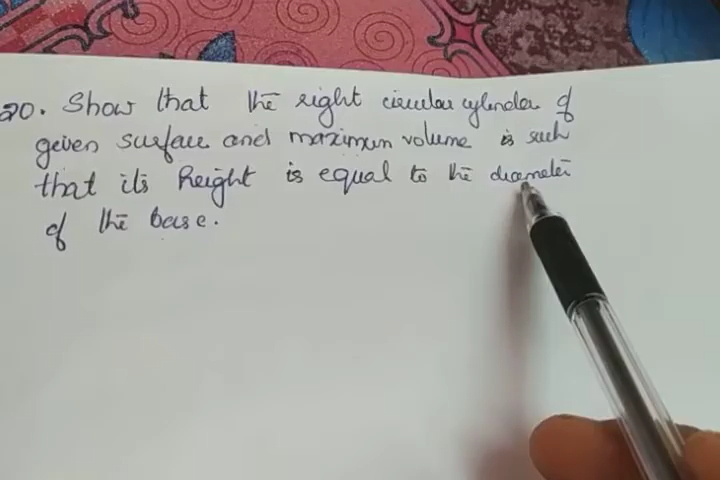 20. Show that the right circular cylinder of
given surface and maximum volume is such
that its height is equal to the diameter
of the base.